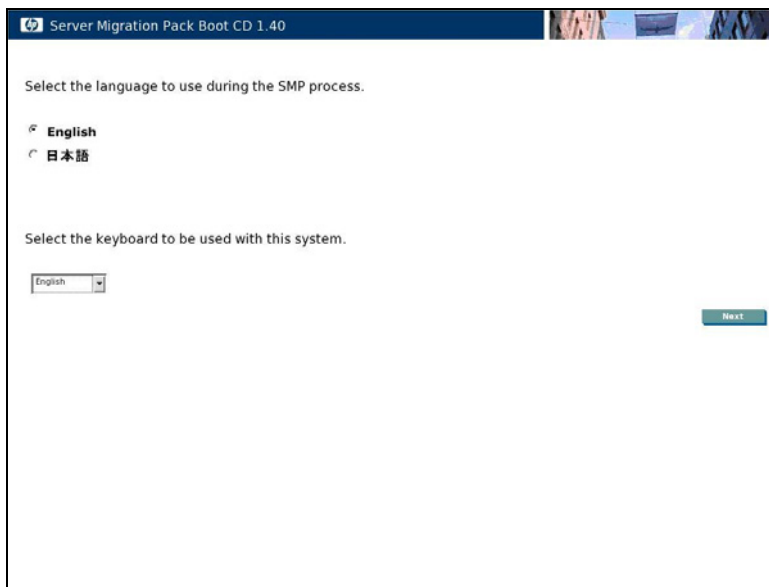 hp Server Migration Pack Boot CD 1.40
Select the language to use during the SMP process.
English
日本語
Select the keyboard to be used with this system.
English
Next